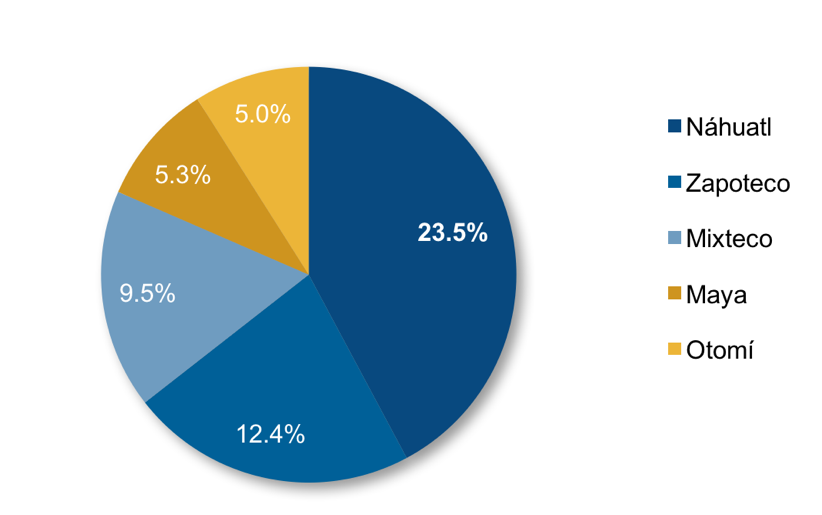 5.0%
5.3%
23.5%
9.5%
12.4%
Náhuatl
Zapoteco
Mixteco
Maya
Otomí